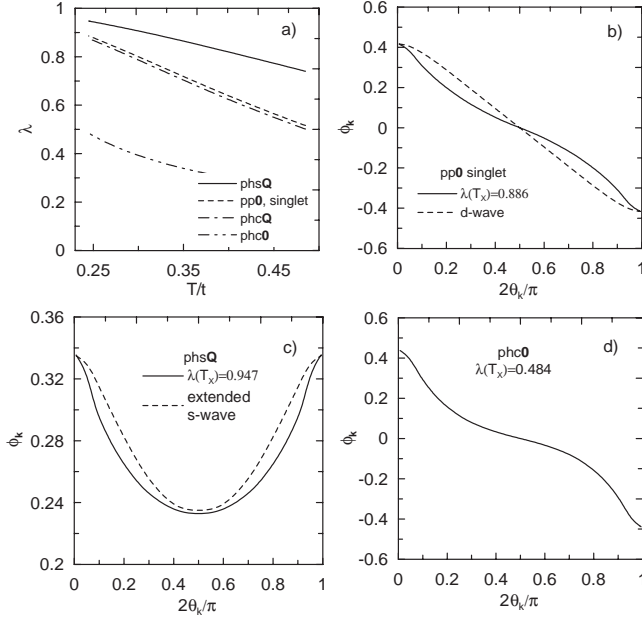 a)
1
0.8
0.6
0.4
0.2
0
λ
phsQ
pp0, singlet
phcQ
phc0
0.25 0.35 0.45
T/t
b)
0.6
0.4
0.2
0
-0.2
-0.4
-0.6
ϕk
pp0 singlet
λ(Tx)=0.886
d-wave
0 0.2 0.4 0.6 0.8 1
2θk/π
c)
0.36
0.32
0.28
0.24
0.2
ϕk
phsQ
λ(Tx)=0.947
extended
s-wave
0 0.2 0.4 0.6 0.8 1
2θk/π
d)
0.6
0.4
0.2
0
-0.2
-0.4
-0.6
ϕk
phc0
λ(Tx)=0.484
0 0.2 0.4 0.6 0.8 1
2θk/π